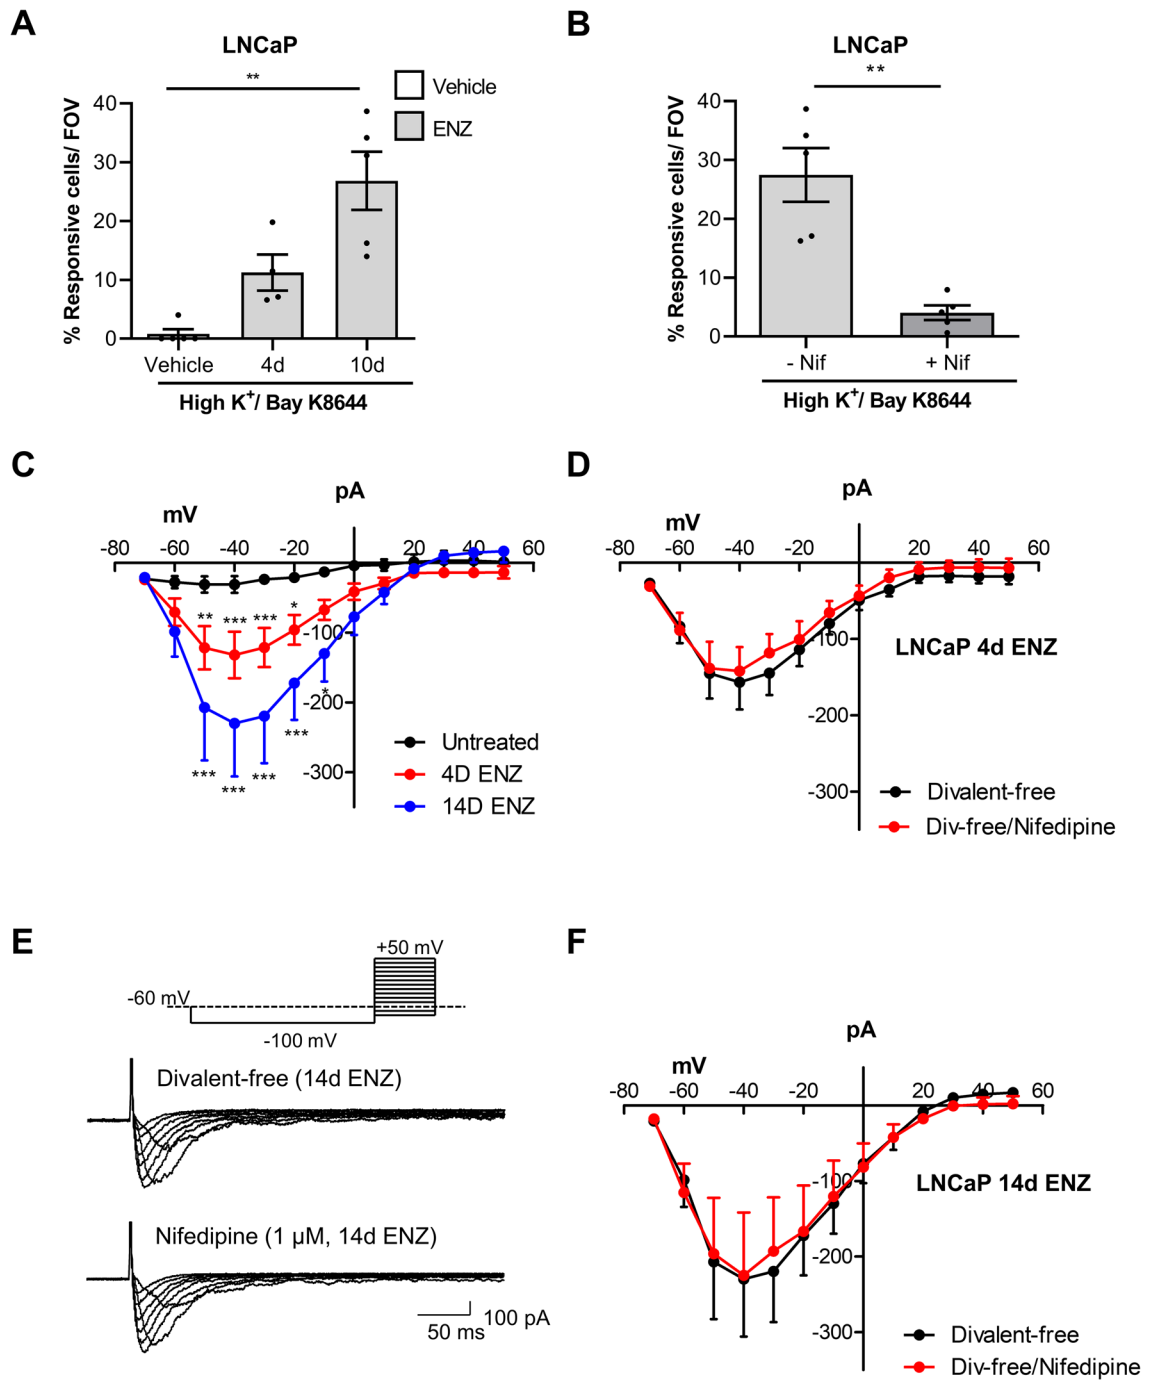 A
LNCaP
**
Vehicle
ENZ
% Responsive cells/ FOV
40
30
20
10
0
Vehicle 4d 10d
High K+/ Bay K8644
B
LNCaP
**
% Responsive cells/ FOV
40
30
20
10
0
- Nif + Nif
High K+/ Bay K8644
C
pA
mV
-80 -60 -40 -20 20 40 60
** *** *** *
-100
*
-200
***
*** *** ***
-300
Untreated
4D ENZ
14D ENZ
D
pA
mV
-80 -60 -40 -20 20 40 60
-100
LNCaP 4d ENZ
-200
-300
Divalent-free
Div-free/Nifedipine
E
+50 mV
-60 mV
-100 mV
Divalent-free (14d ENZ)
Nifedipine (1 µM, 14d ENZ)
100 pA
50 ms
F
pA
mV
-80 -60 -40 -20 20 40 60
-100
LNCaP 14d ENZ
-200
-300
Divalent-free
Div-free/Nifedipine